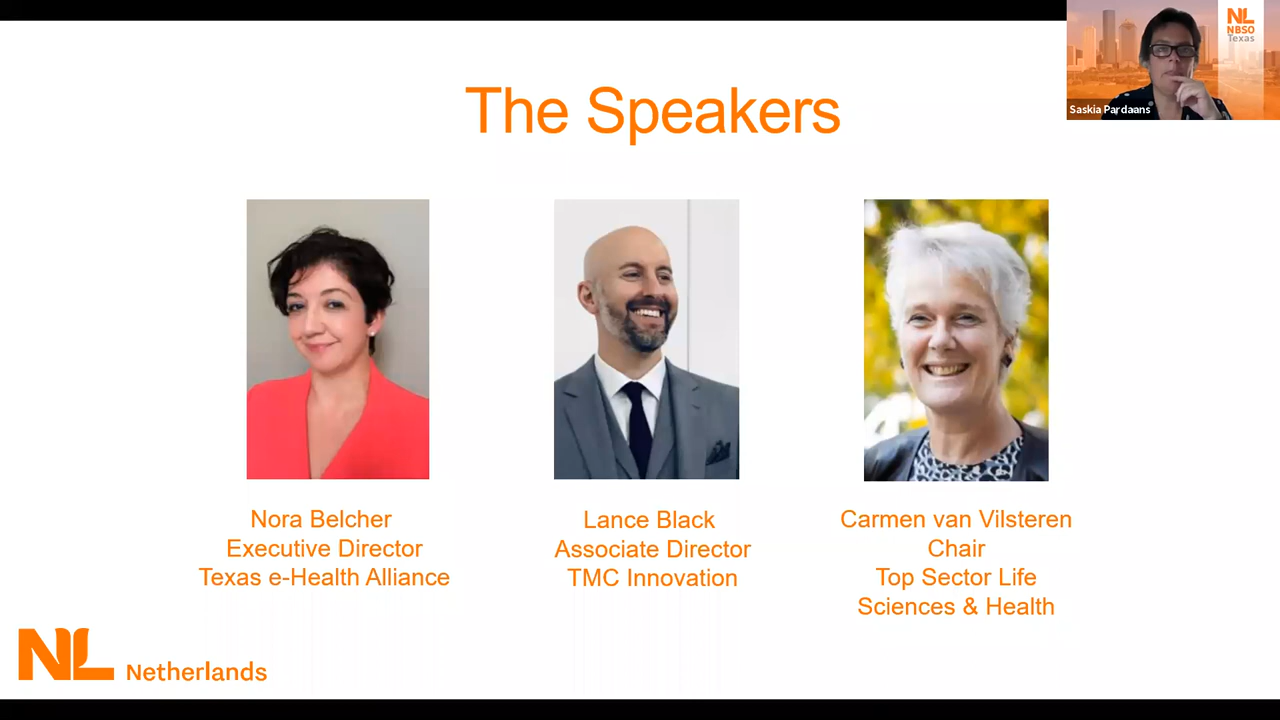 NL
NBSO
Texas
Saskia Pardaans
The Speakers
Nora Belcher
Executive Director
Texas e-Health Alliance
Lance Black
Associate Director
TMC Innovation
Carmen van Vilsteren
Chair
Top Sector Life
Sciences & Health
NL Netherlands